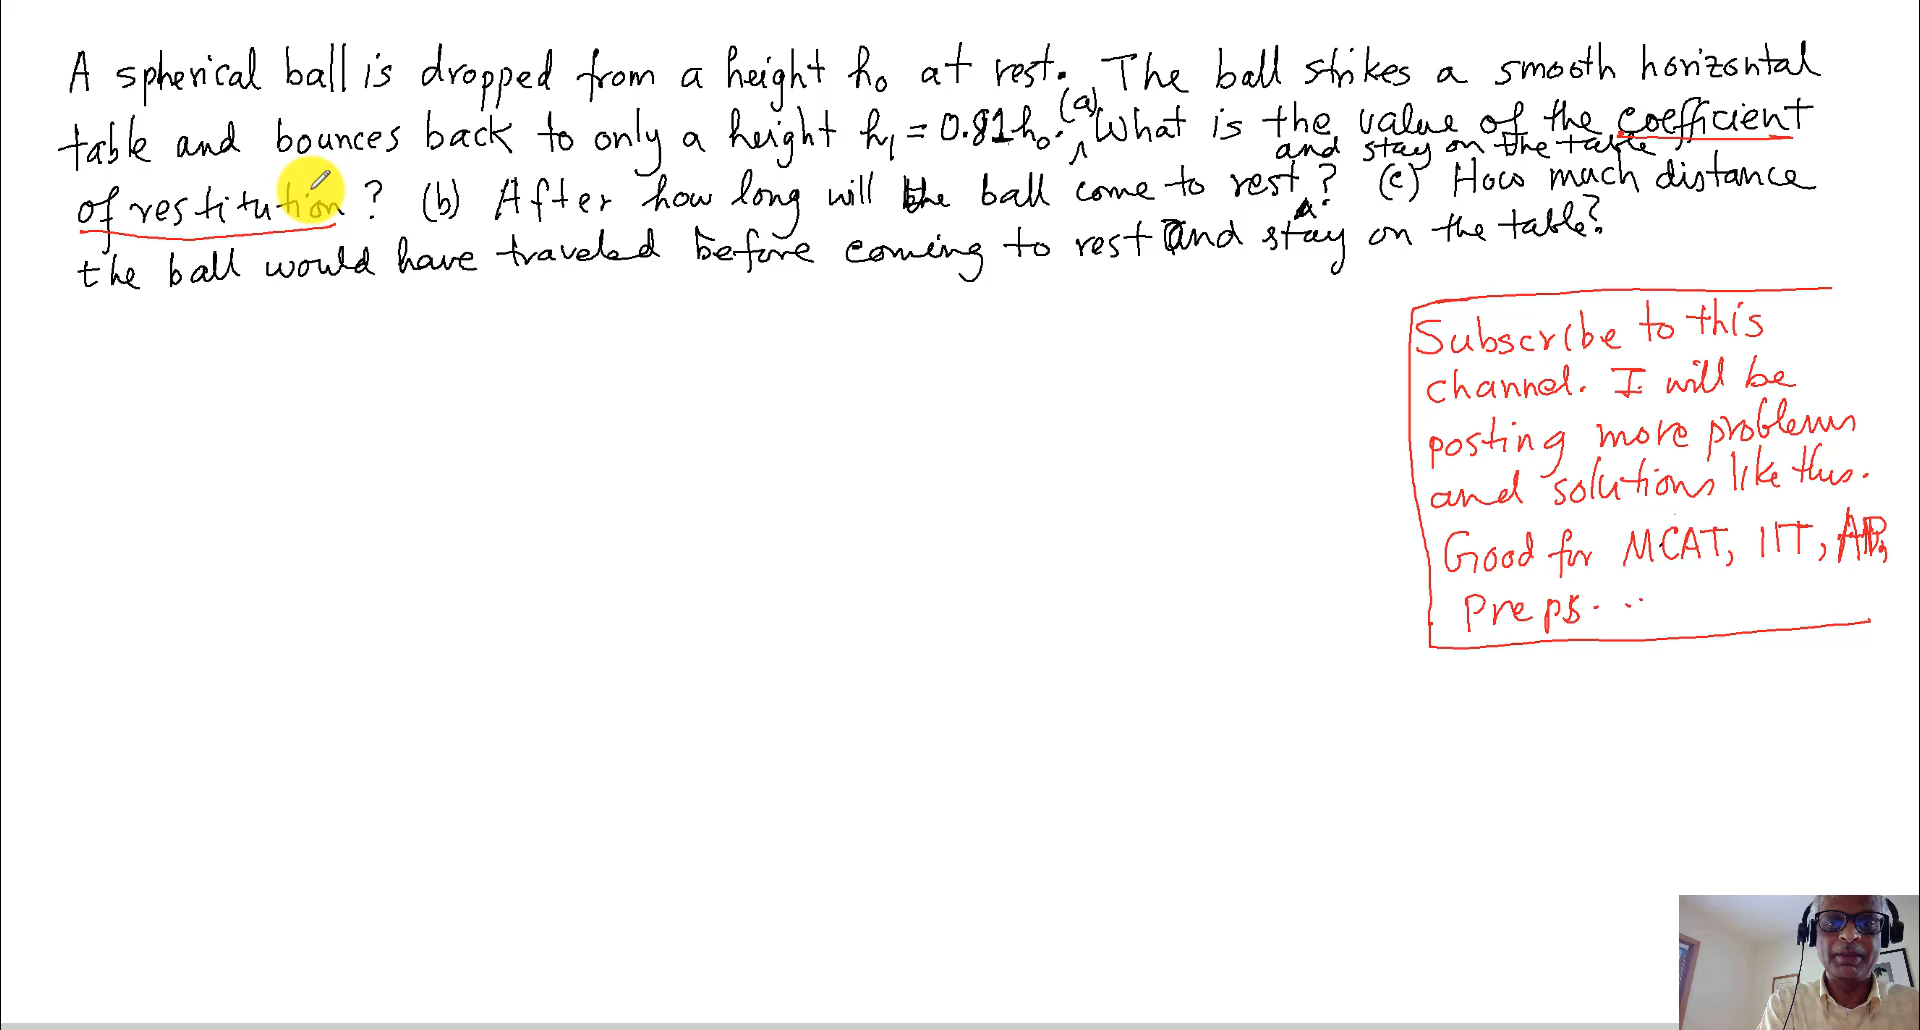 A spherical ball is dropped from a height h₀ at rest. The ball strikes a smooth horizontal
table and bounces back to only a height h₁ = 0.81h₀. (a) What is the value of the coefficient
of restitution? (b) After how long will the ball come to rest and stay on the table? (c) How much distance
the ball would have traveled before coming to rest and stay on the table?
Subscribe to this
channel. I will be
posting more problems
and solutions like this.
Good for MCAT, IIT, AP,
Preps...